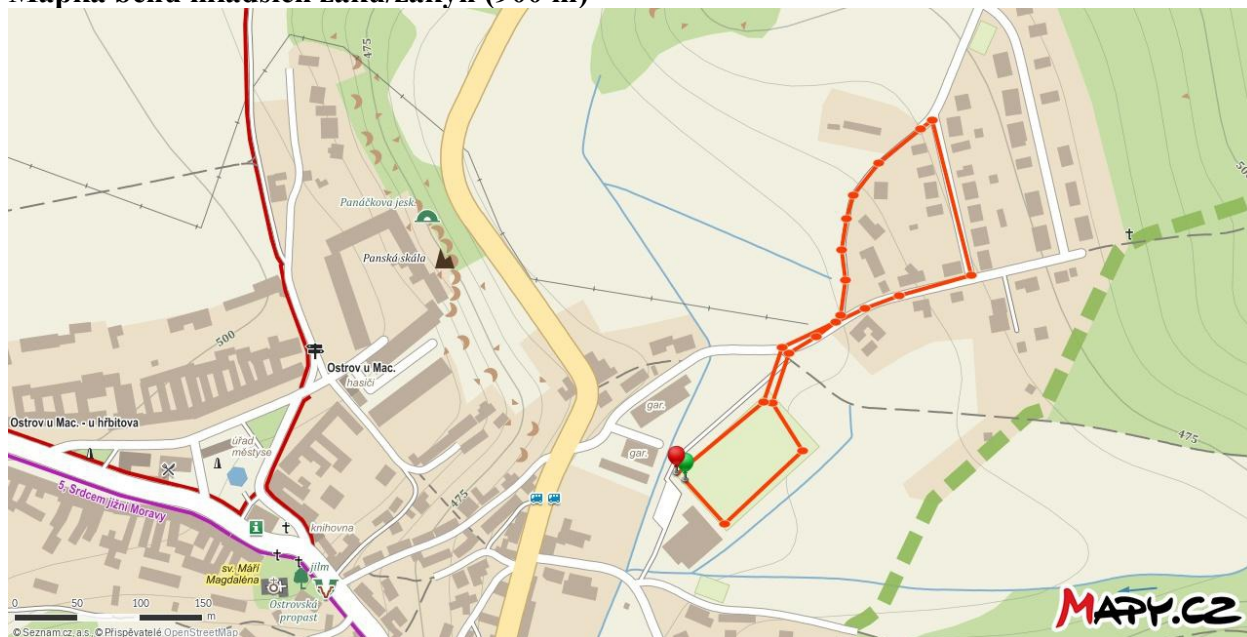 Mapka běhu mladších žáků/žákyň (900 m)
475
500
Panáčkova jesk.
Panská skála
500
Ostrov u Mac.
hasiči
gar.
gar.
Ostrov u Mac. - u hřbitova
úřad
městyse
475
475
5. Srdcem jižní Moravy
knihovna
jilm
sv. Máří
Magdaléna
Ostrovská
propast
0 50 100 150
m
© Seznam.cz, a.s., © Přispěvatelé OpenStreetMap
MAPY.CZ